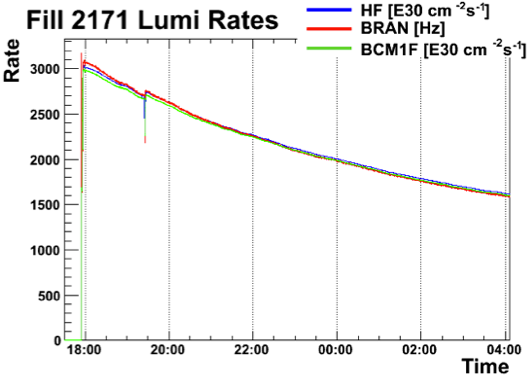 Fill 2171 Lumi Rates
HF [E30 cm -2s-1]
BRAN [Hz]
BCM1F [E30 cm -2s-1]
Rate
3000
2500
2000
1500
1000
500
0
18:00 20:00 22:00 00:00 02:00 04:00
Time